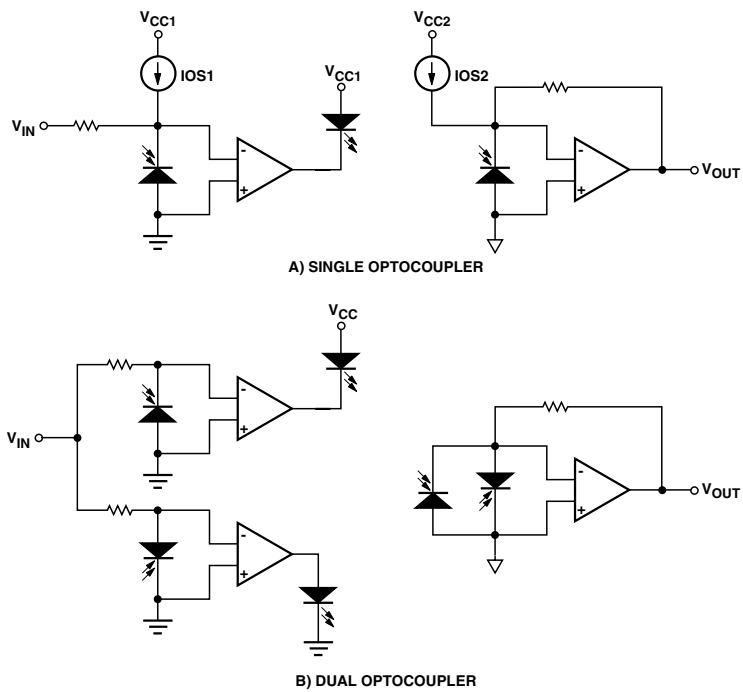 VCC1
IOS1
VCC1
VIN
-
+
VCC2
IOS2
-
+
VOUT
A) SINGLE OPTOCOUPLER
VCC
-
+
VIN
-
+
-
+
VOUT
B) DUAL OPTOCOUPLER